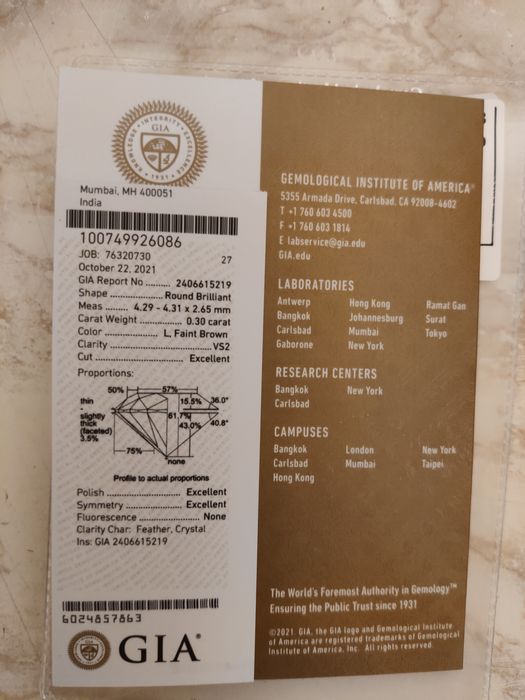 KNOWLEDGE • INTEGRITY • EXCELLENCE
GIA
1931
Mumbai, MH 400051
India
100749926086
JOB: 76320730 27
October 22, 2021
GIA Report No ........ 2406615219
Shape ............... Round Brilliant
Meas ...... 4.29 - 4.31 x 2.65 mm
Carat Weight .............. 0.30 carat
Color .................. L, Faint Brown
Clarity ................................. VS2
Cut ............................... Excellent
Proportions:
50% 57%
thin
-
slightly
thick
(faceted)
3.5%
15.5% 36.0°
61.7%
43.0% 40.8°
75%
none
Profile to actual proportions
Polish ........................... Excellent
Symmetry ..................... Excellent
Fluorescence ..................... None
Clarity Char: Feather, Crystal
Ins: GIA 2406615219
6024857863
GIA®
GEMOLOGICAL INSTITUTE OF AMERICA®
5355 Armada Drive, Carlsbad, CA 92008-4602
T +1 760 603 4500
F +1 760 603 1814
E labservice@gia.edu
GIA.edu
LABORATORIES
Antwerp Hong Kong Ramat Gan
Bangkok Johannesburg Surat
Carlsbad Mumbai Tokyo
Gaborone New York
RESEARCH CENTERS
Bangkok New York
Carlsbad
CAMPUSES
Bangkok London New York
Carlsbad Mumbai Taipei
Hong Kong
The World's Foremost Authority in Gemology™
Ensuring the Public Trust since 1931
©2021 GIA, the GIA logo and Gemological Institute
of America are registered trademarks of Gemological
Institute of America, Inc. All rights reserved.